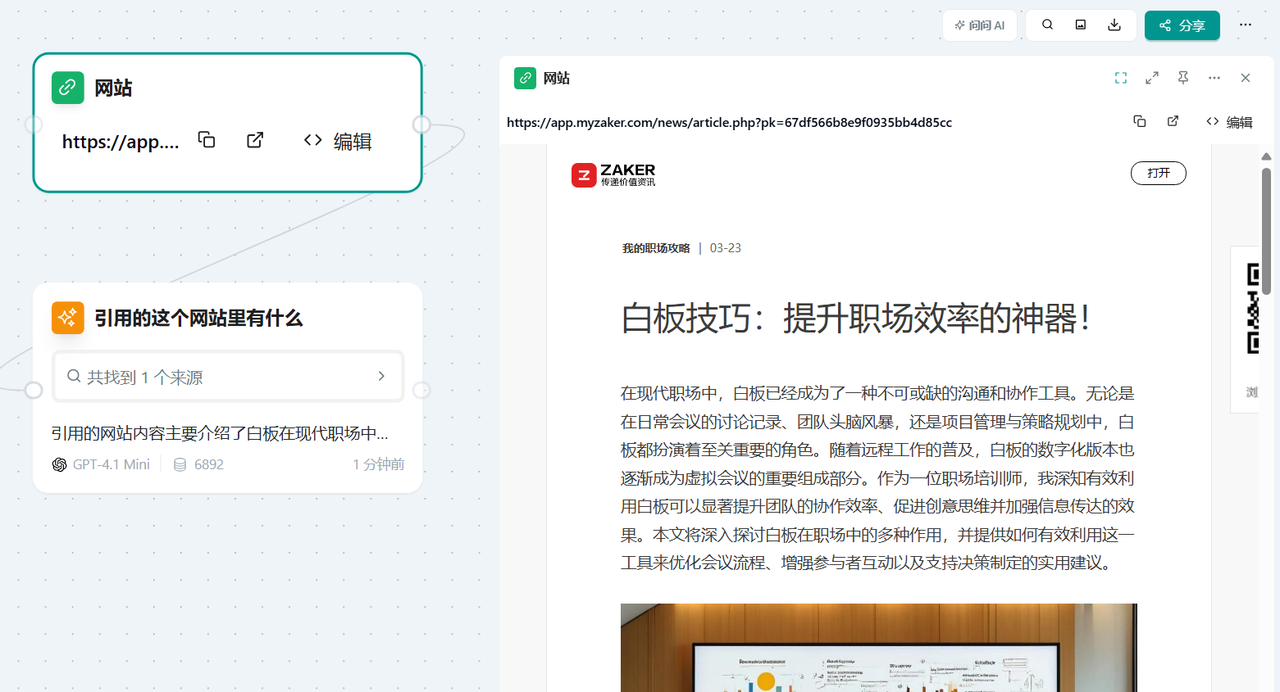 问问 AI
分享
网站
https://app....
编辑
引用的这个网站里有什么
共找到 1 个来源
引用的网站内容主要介绍了白板在现代职场中...
GPT-4.1 Mini
6892
1 分钟前
网站
https://app.myzaker.com/news/article.php?pk=67df566b8e9f0935bb4d85cc
编辑
ZAKER
传递价值资讯
打开
我的职场攻略 | 03-23
白板技巧：提升职场效率的神器！
在现代职场中，白板已经成为了一种不可或缺的沟通和协作工具。无论是
在日常会议的讨论记录、团队头脑风暴，还是项目管理与策略规划中，白
板都扮演着至关重要的角色。随着远程工作的普及，白板的数字化版本也
逐渐成为虚拟会议的重要组成部分。作为一位职场培训师，我深知有效利
用白板可以显著提升团队的协作效率、促进创意思维并加强信息传达的效
果。本文将深入探讨白板在职场中的多种作用，并提供如何有效利用这一
工具来优化会议流程、增强参与者互动以及支持决策制定的实用建议。
浏